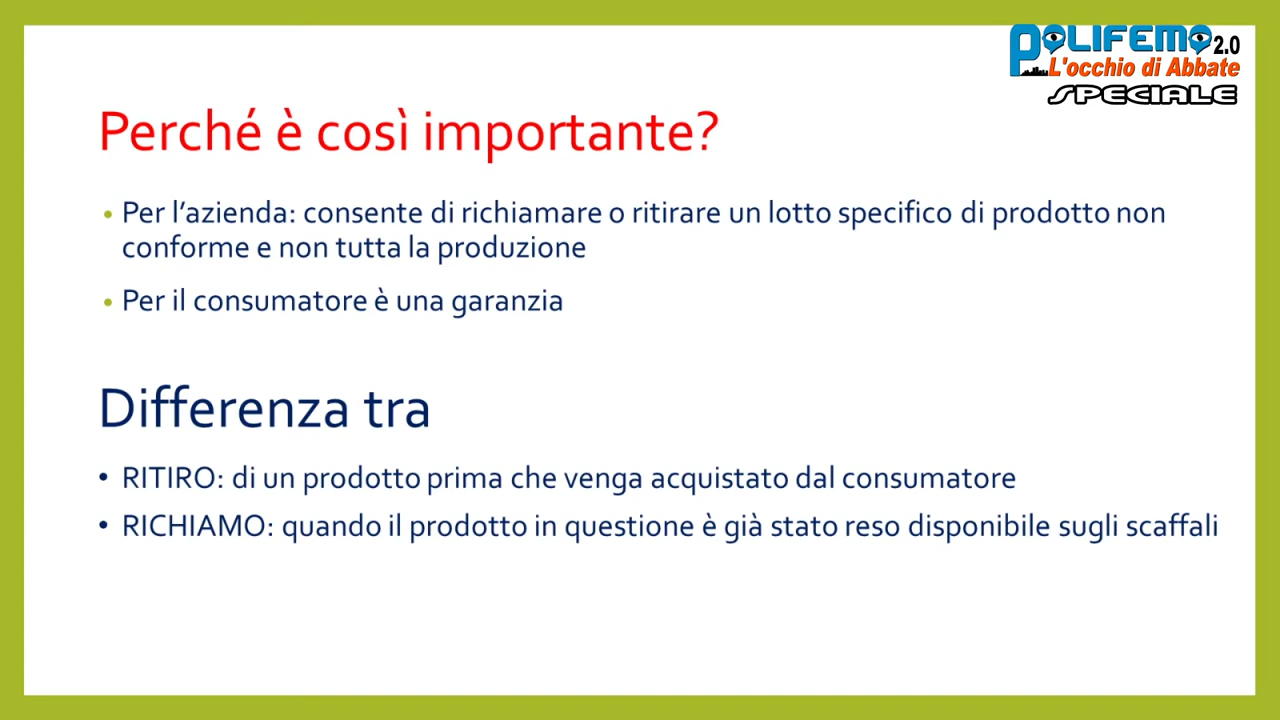 POLIFEMO 2.0
L'occhio di Abbate
SPECIALE
Perché è così importante?
• Per l'azienda: consente di richiamare o ritirare un lotto specifico di prodotto non
conforme e non tutta la produzione
• Per il consumatore è una garanzia
Differenza tra
• RITIRO: di un prodotto prima che venga acquistato dal consumatore
• RICHIAMO: quando il prodotto in questione è già stato reso disponibile sugli scaffali